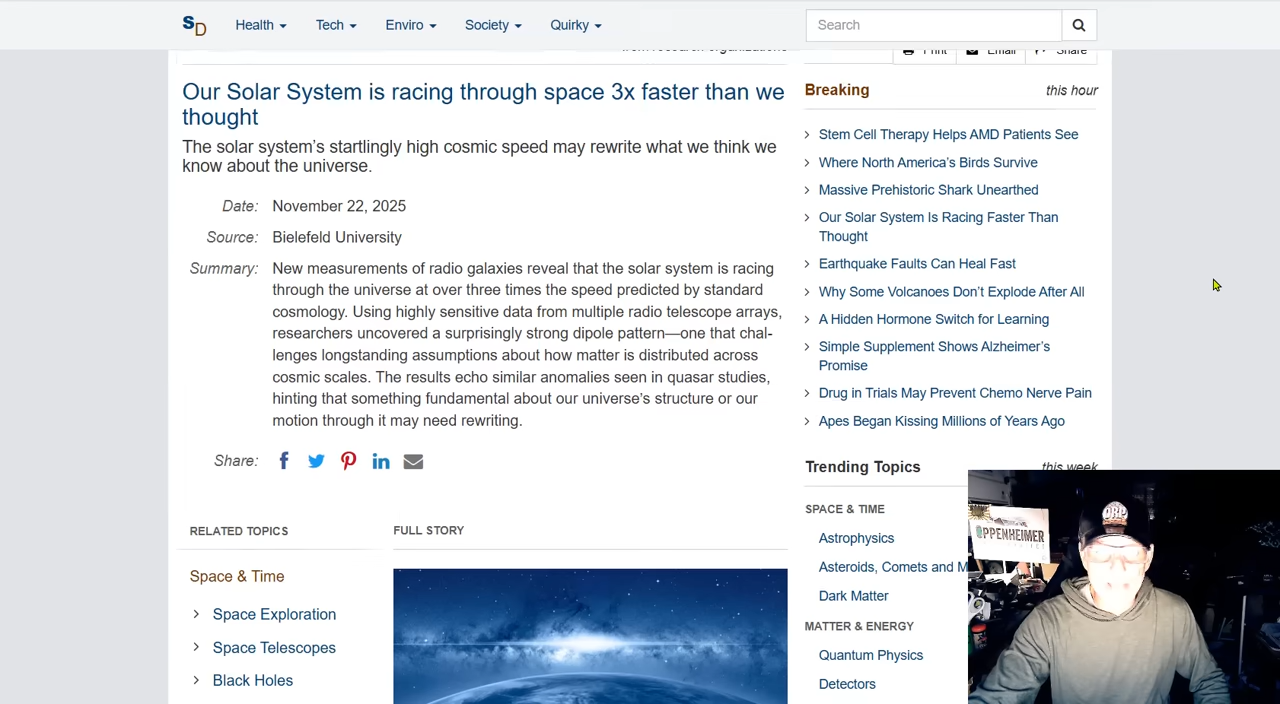 SD
Health
Tech
Enviro
Society
Quirky
Search
from research organizations
Print
Email
Share
Our Solar System is racing through space 3x faster than we
thought
The solar system's startlingly high cosmic speed may rewrite what we think we
know about the universe.
Date: November 22, 2025
Source: Bielefeld University
Summary: New measurements of radio galaxies reveal that the solar system is racing
through the universe at over three times the speed predicted by standard
cosmology. Using highly sensitive data from multiple radio telescope arrays,
researchers uncovered a surprisingly strong dipole pattern—one that chal-
lenges longstanding assumptions about how matter is distributed across
cosmic scales. The results echo similar anomalies seen in quasar studies,
hinting that something fundamental about our universe's structure or our
motion through it may need rewriting.
Share:
RELATED TOPICS
Space & Time
Space Exploration
Space Telescopes
Black Holes
FULL STORY
Breaking this hour
Stem Cell Therapy Helps AMD Patients See
Where North America's Birds Survive
Massive Prehistoric Shark Unearthed
Our Solar System Is Racing Faster Than
Thought
Earthquake Faults Can Heal Fast
Why Some Volcanoes Don't Explode After All
A Hidden Hormone Switch for Learning
Simple Supplement Shows Alzheimer's
Promise
Drug in Trials May Prevent Chemo Nerve Pain
Apes Began Kissing Millions of Years Ago
Trending Topics this week
SPACE & TIME
Astrophysics
Asteroids, Comets and M
Dark Matter
MATTER & ENERGY
Quantum Physics
Detectors
OPPENHEIMER
ORP